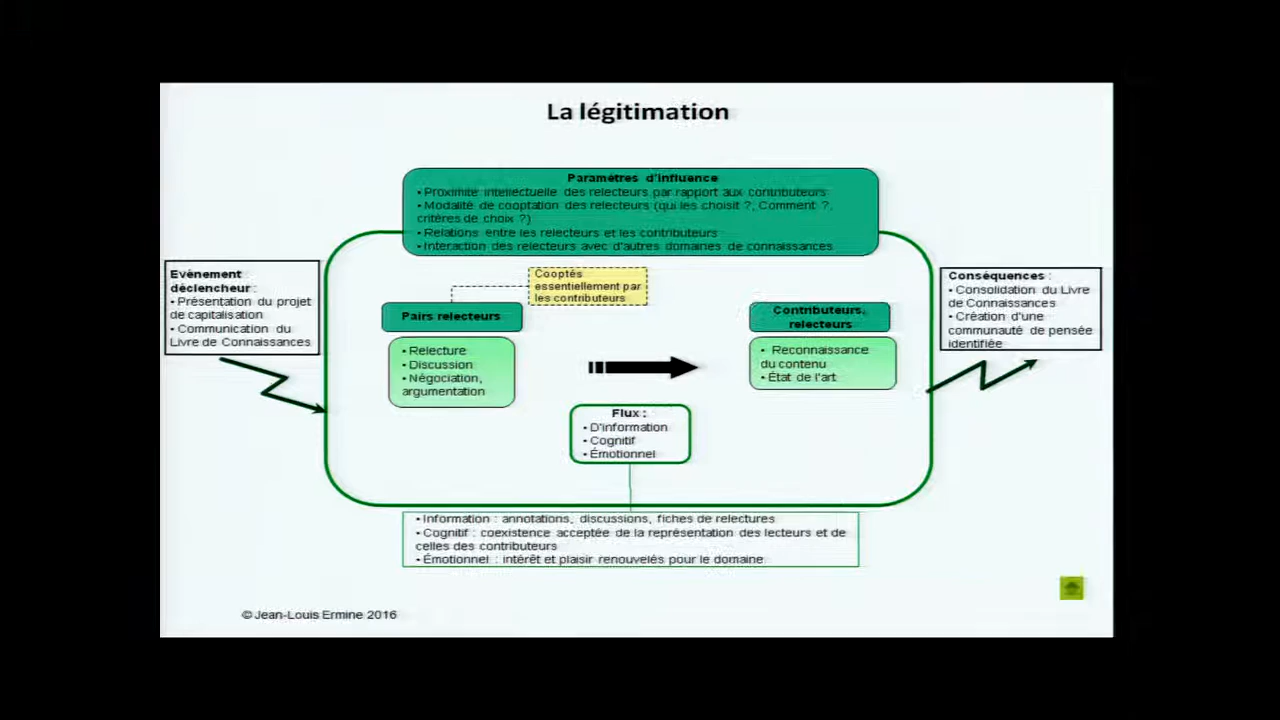 La légitimation
Paramètres d'influence
• Proximité intellectuelle des relecteurs par rapport aux contributeurs
• Modalité de cooptation des relecteurs (qui les choisit ?, Comment ?,
critères de choix ?)
• Relations entre les relecteurs et les contributeurs
• Interaction des relecteurs avec d'autres domaines de connaissances
Evénement
déclencheur :
• Présentation du projet
de capitalisation
• Communication du
Livre de Connaissances
Cooptés
essentiellement par
les contributeurs
Pairs relecteurs
• Relecture
• Discussion
• Négociation,
argumentation
Contributeurs,
relecteurs
• Reconnaissance
du contenu
• État de l'art
Conséquences :
• Consolidation du Livre
de Connaissances
• Création d'une
communauté de pensée
identifiée
Flux :
• D'information
• Cognitif
• Émotionnel
• Information : annotations, discussions, fiches de relectures
• Cognitif : coexistence acceptée de la représentation des lecteurs et de
celles des contributeurs
• Émotionnel : intérêt et plaisir renouvelés pour le domaine
© Jean-Louis Ermine 2016